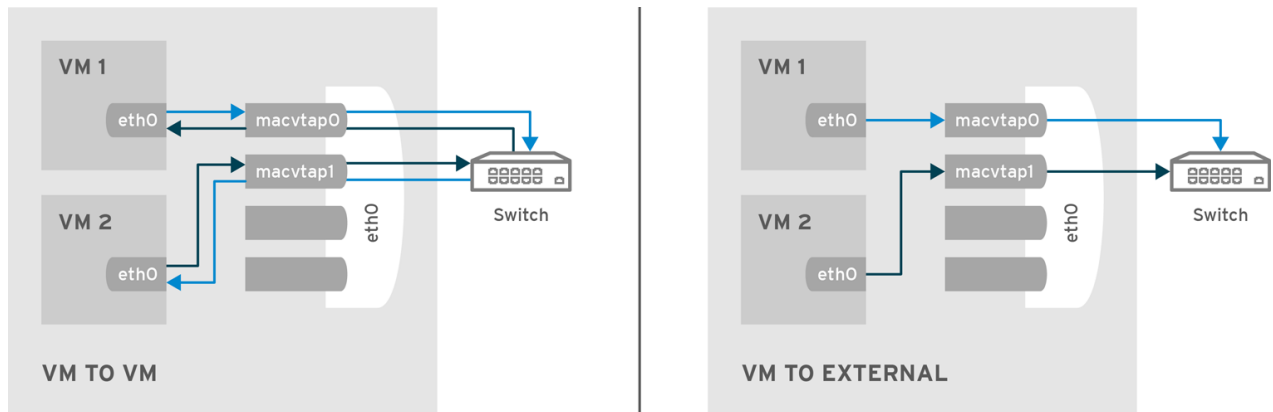 VM 1
eth0
macvtap0
macvtap1
VM 2
eth0
eth0
Switch
VM TO VM
VM 1
eth0
macvtap0
macvtap1
VM 2
eth0
eth0
Switch
VM TO EXTERNAL